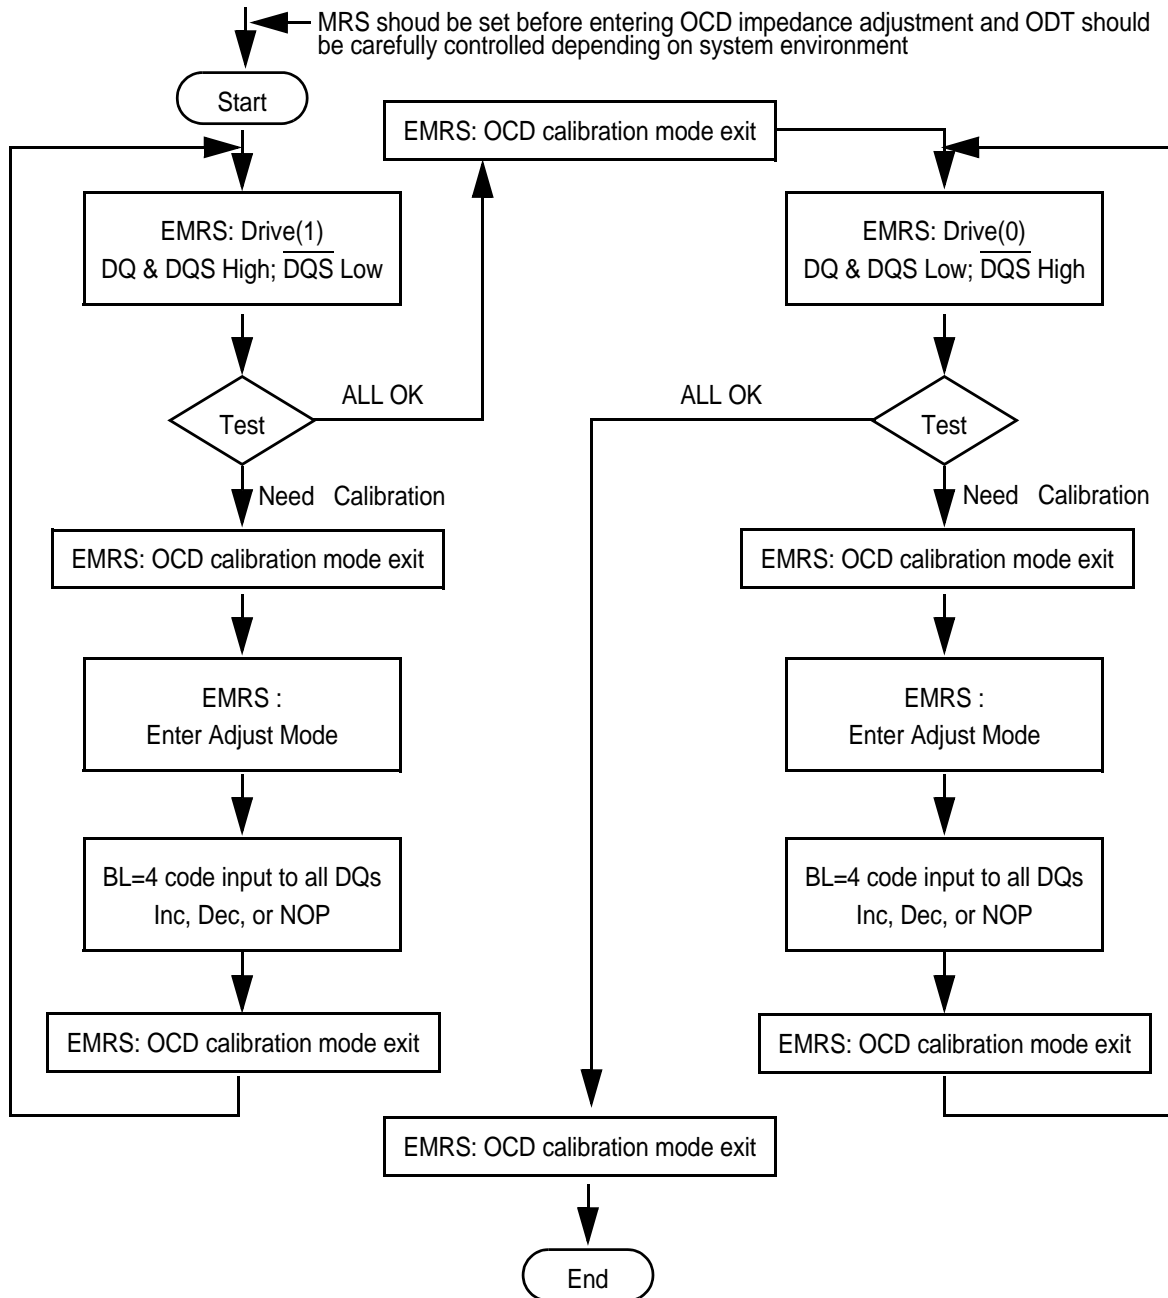 MRS shoud be set before entering OCD impedance adjustment and ODT should
be carefully controlled depending on system environment
Start
EMRS: OCD calibration mode exit
EMRS: Drive(1)
DQ & DQS High; D̅Q̅S̅ Low
EMRS: Drive(0)
DQ & DQS Low; D̅Q̅S̅ High
ALL OK
Test
ALL OK
Test
Need Calibration
Need Calibration
EMRS: OCD calibration mode exit
EMRS: OCD calibration mode exit
EMRS :
Enter Adjust Mode
EMRS :
Enter Adjust Mode
BL=4 code input to all DQs
Inc, Dec, or NOP
BL=4 code input to all DQs
Inc, Dec, or NOP
EMRS: OCD calibration mode exit
EMRS: OCD calibration mode exit
EMRS: OCD calibration mode exit
End